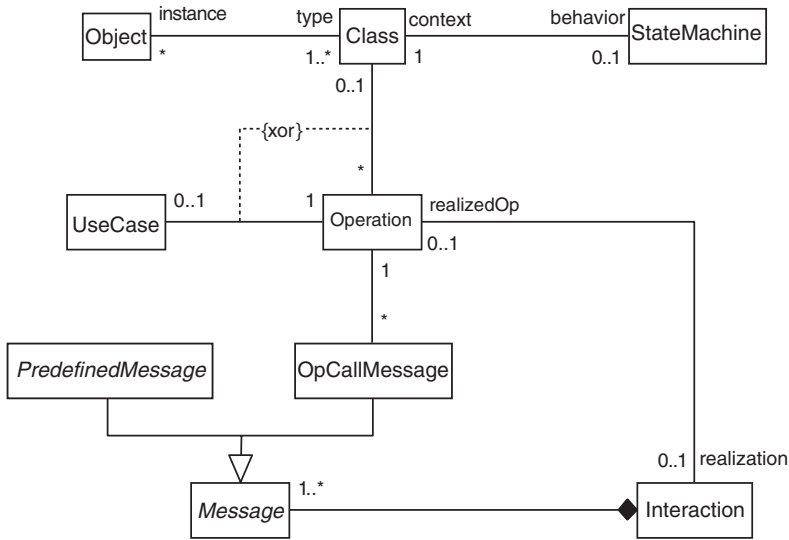 instance
type
context
behavior
Object
Class
StateMachine
*
1..*
1
0..1
0..1
{xor}
*
0..1
1
realizedOp
UseCase
Operation
0..1
1
*
PredefinedMessage
OpCallMessage
0..1
realization
1..*
Message
Interaction